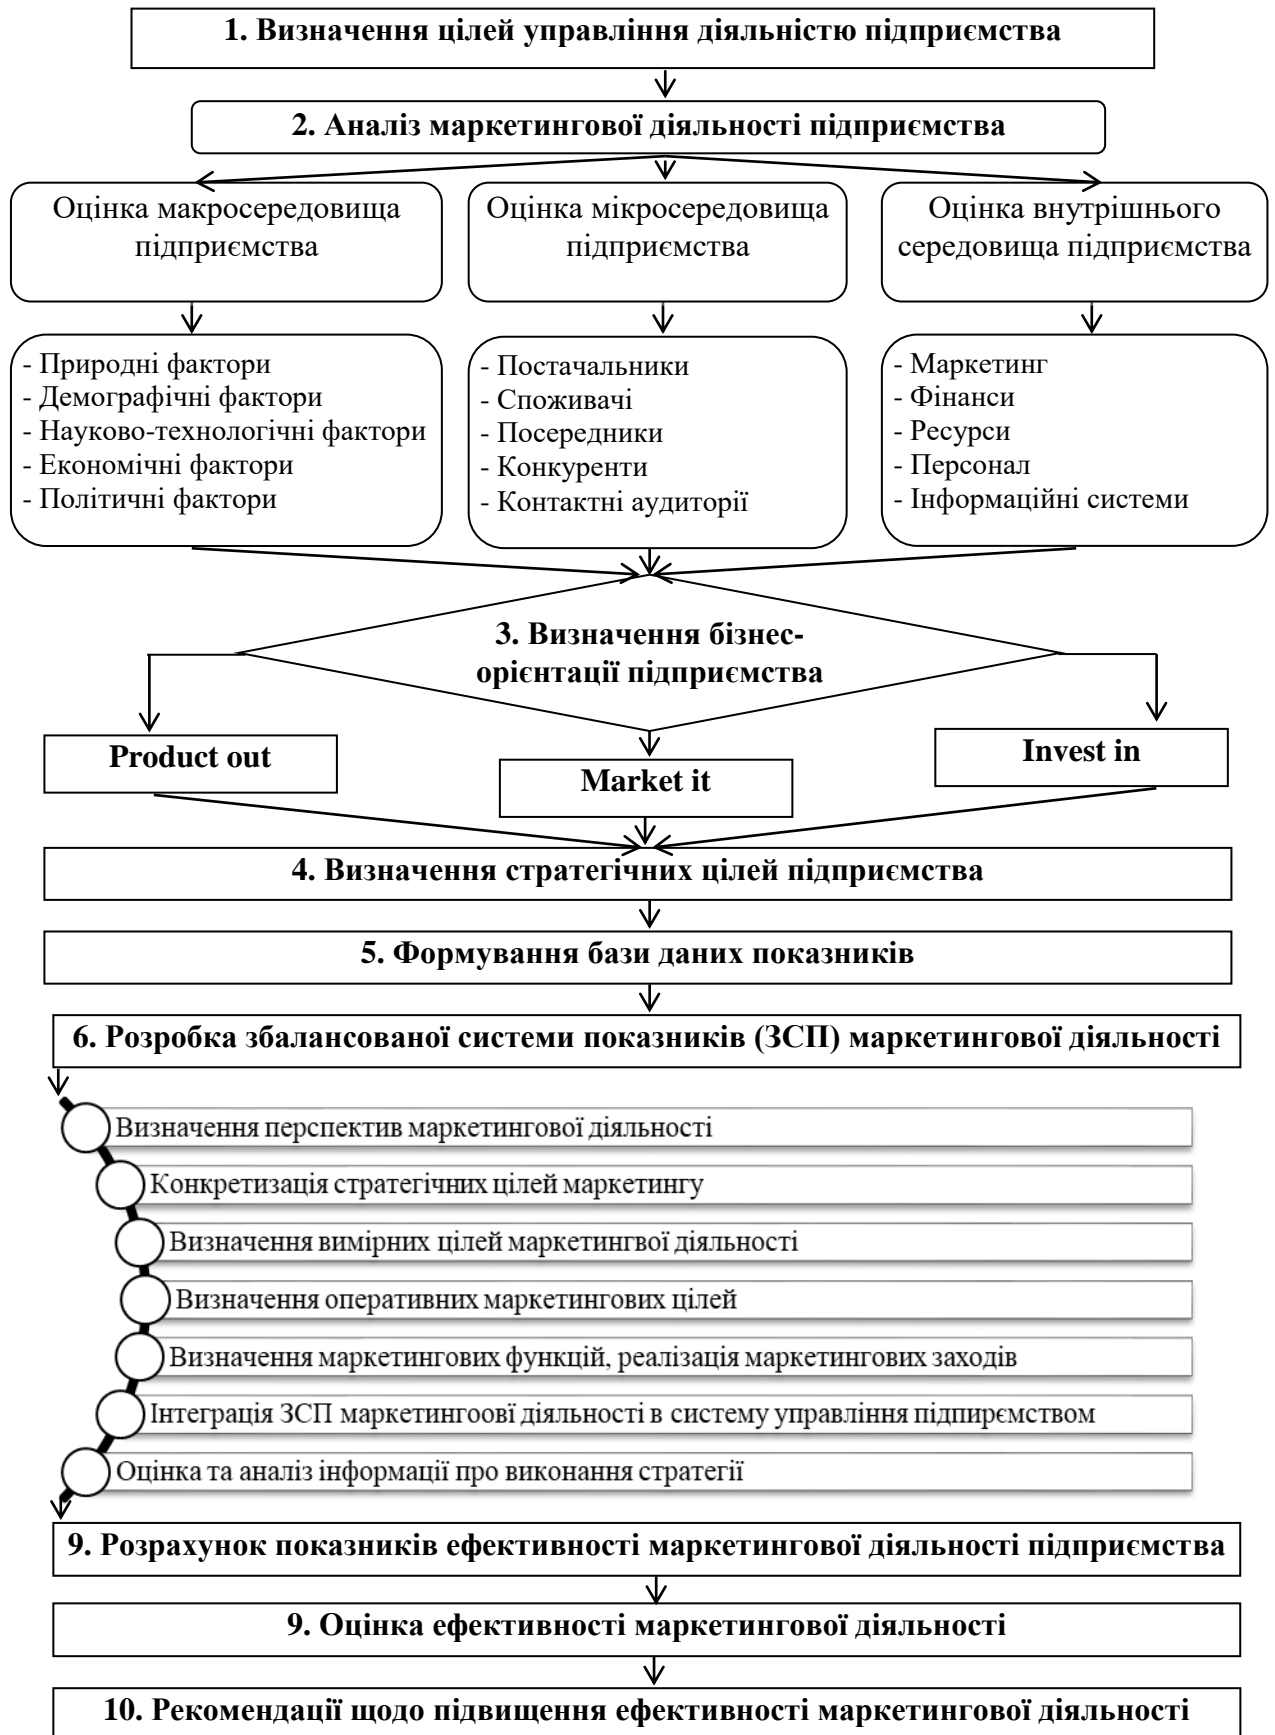 1. Визначення цілей управління діяльністю підприємства
2. Аналіз маркетингової діяльності підприємства
Оцінка макросередовища
підприємства
Оцінка мікросередовища
підприємства
Оцінка внутрішнього
середовища підприємства
- Природні фактори
- Демографічні фактори
- Науково-технологічні фактори
- Економічні фактори
- Політичні фактори
- Постачальники
- Споживачі
- Посередники
- Конкуренти
- Контактні аудиторії
- Маркетинг
- Фінанси
- Ресурси
- Персонал
- Інформаційні системи
3. Визначення бізнес-
орієнтації підприємства
Product out
Market it
Invest in
4. Визначення стратегічних цілей підприємства
5. Формування бази даних показників
6. Розробка збалансованої системи показників (ЗСП) маркетингової діяльності
Визначення перспектив маркетингової діяльності
Конкретизація стратегічних цілей маркетингу
Визначення вимірних цілей маркетингвої діяльності
Визначення оперативних маркетингових цілей
Визначення маркетингових функцій, реалізація маркетингових заходів
Інтеграція ЗСП маркетингоовї діяльності в систему управління підпирємством
Оцінка та аналіз інформації про виконання стратегії
9. Розрахунок показників ефективності маркетингової діяльності підприємства
9. Оцінка ефективності маркетингової діяльності
10. Рекомендації щодо підвищення ефективності маркетингової діяльності